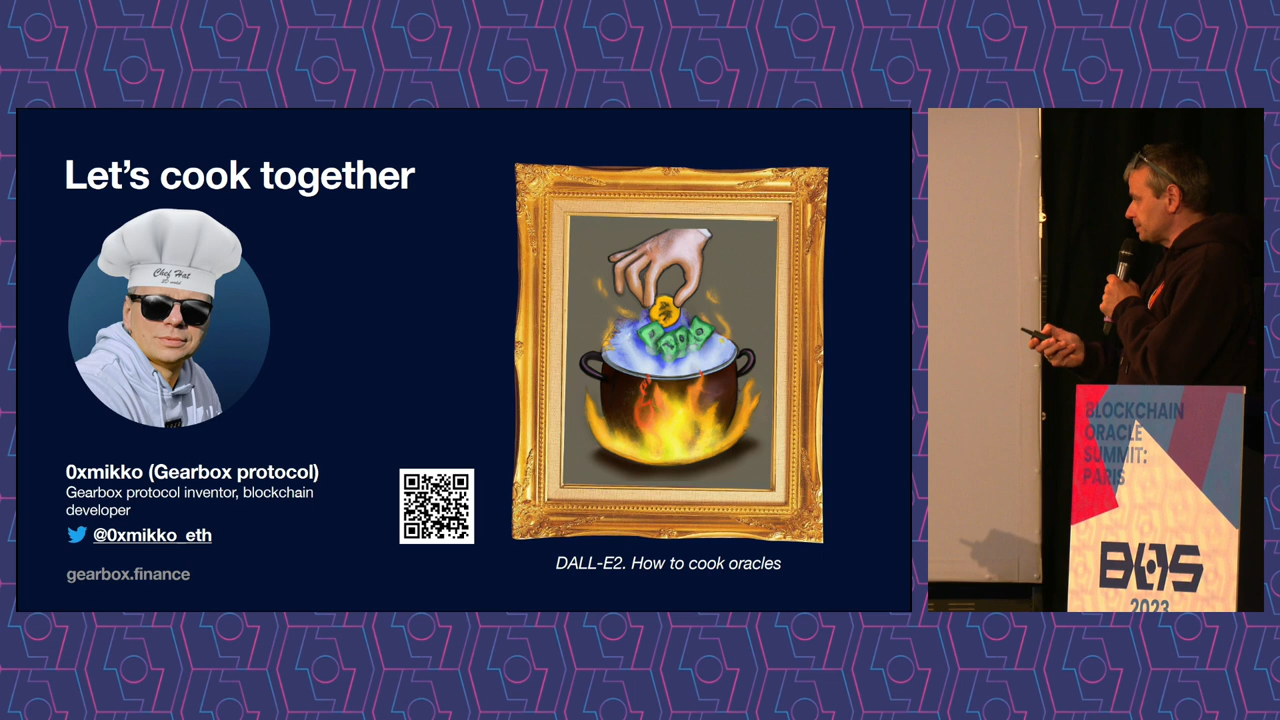 Let's cook together
Chef Hat
0xmikko (Gearbox protocol)
Gearbox protocol inventor, blockchain
developer
@0xmikko_eth
gearbox.finance
DALL-E2. How to cook oracles
BLOCKCHAIN
ORACLE
SUMMIT:
PARIS
BOS
2023